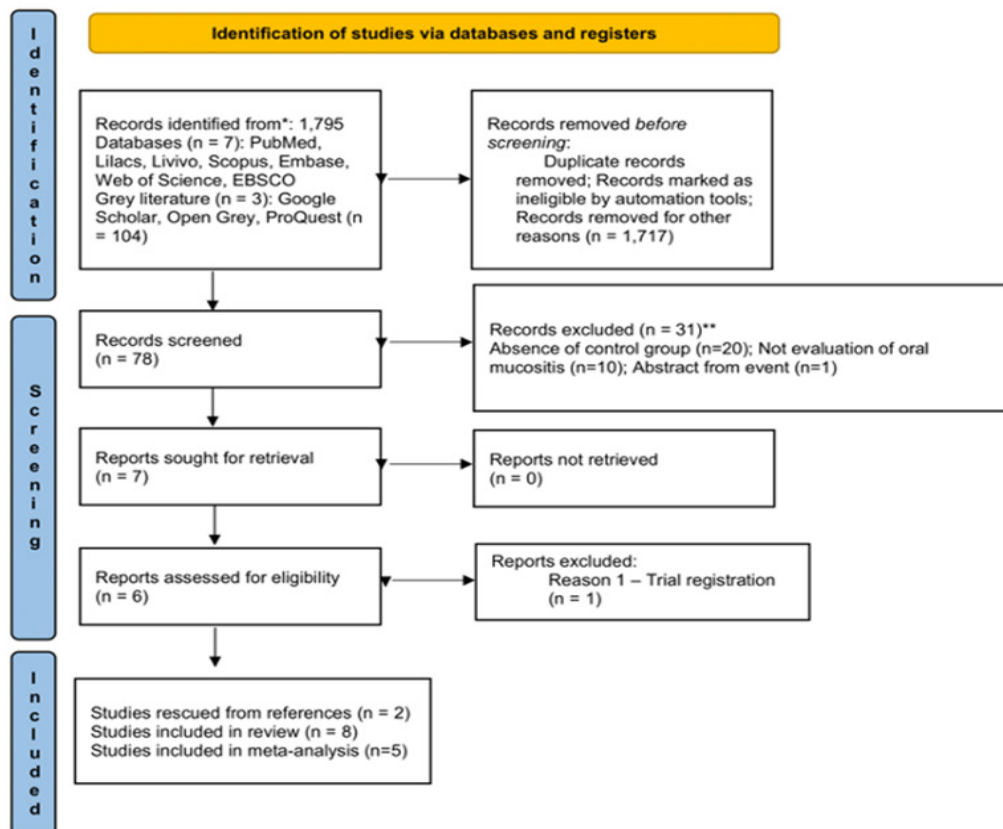 Identification of studies via databases and registers
Identification
Records identified from*: 1,795
Databases (n = 7): PubMed,
Lilacs, Livivo, Scopus, Embase,
Web of Science, EBSCO
Grey literature (n = 3): Google
Scholar, Open Grey, ProQuest (n
= 104)
Records removed before
screening:
Duplicate records
removed; Records marked as
ineligible by automation tools;
Records removed for other
reasons (n = 1,717)
Screening
Records screened
(n = 78)
Records excluded (n = 31)**
Absence of control group (n=20); Not evaluation of oral
mucositis (n=10); Abstract from event (n=1)
Reports sought for retrieval
(n = 7)
Reports not retrieved
(n = 0)
Reports assessed for eligibility
(n = 6)
Reports excluded:
Reason 1 – Trial registration
(n = 1)
Included
Studies rescued from references (n = 2)
Studies included in review (n = 8)
Studies included in meta-analysis (n=5)